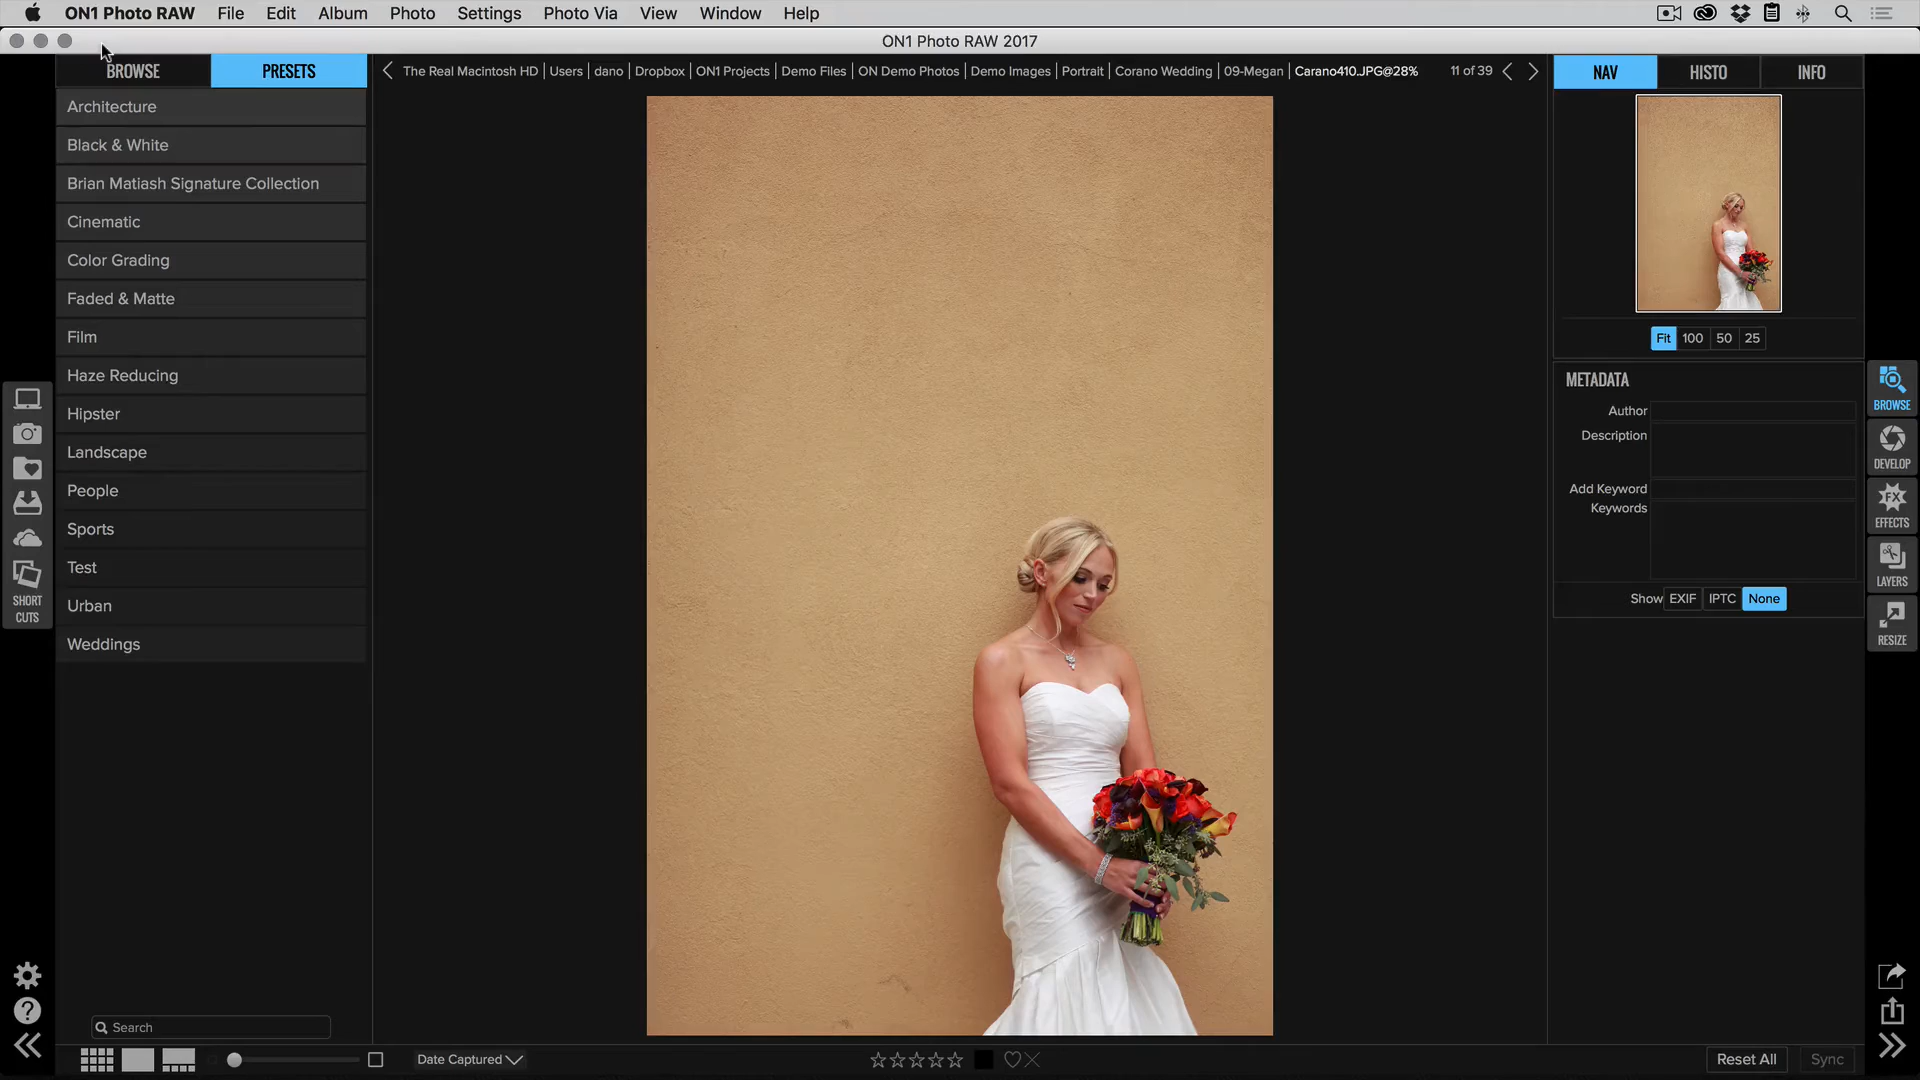 ON1 Photo RAW File Edit Album Photo Settings Photo Via View Window Help
ON1 Photo RAW 2017
BROWSE PRESETS
The Real Macintosh HD | Users | dano | Dropbox | ON1 Projects | Demo Files | ON Demo Photos | Demo Images | Portrait | Corano Wedding | 09-Megan | Carano410.JPG@28% 11 of 39
NAV HISTO INFO
Architecture
Black & White
Brian Matiash Signature Collection
Cinematic
Color Grading
Faded & Matte
Film
Haze Reducing
Hipster
Landscape
People
Sports
Test
Urban
Weddings
SHORT
CUTS
Search
Date Captured
Fit 100 50 25
METADATA
Author
Description
Add Keyword
Keywords
Show EXIF IPTC None
BROWSE
DEVELOP
FX
EFFECTS
LAYERS
RESIZE
Reset All Sync